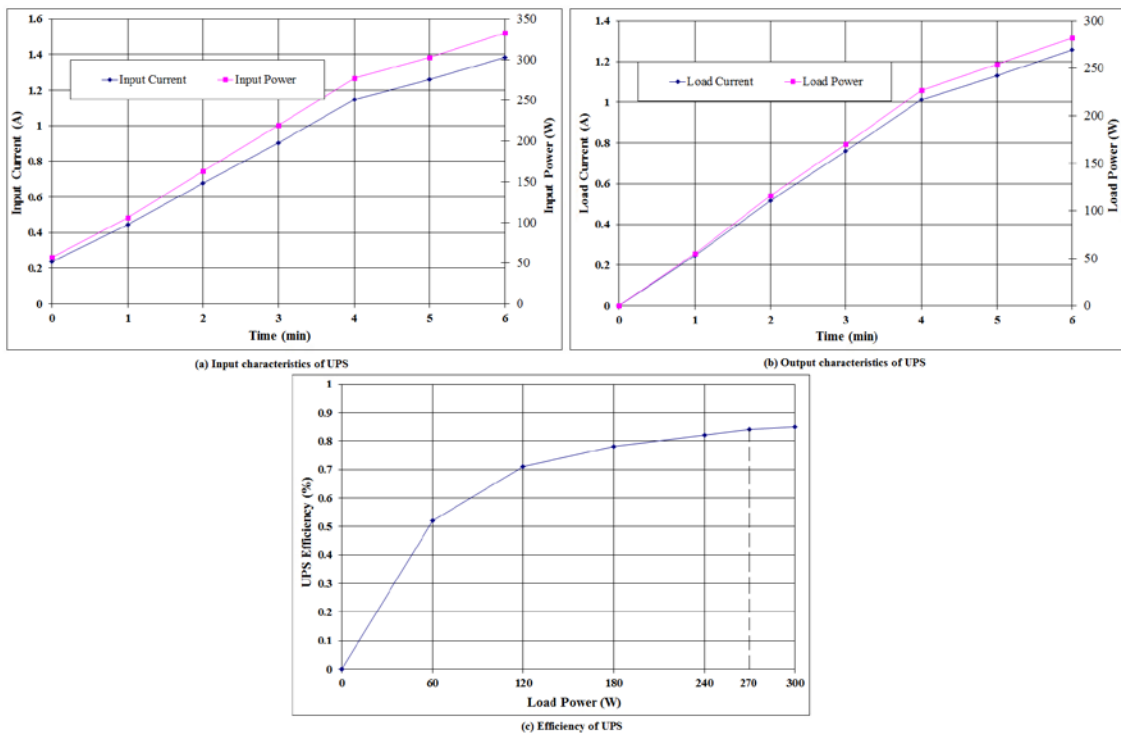 1.6
1.4
1.2
1
0.8
0.6
0.4
0.2
0
Input Current (A)
Input Current
Input Power
350
300
250
200
150
100
50
0
Input Power (W)
0 1 2 3 4 5 6
Time (min)
(a) Input characteristics of UPS
1.4
1.2
1
0.8
0.6
0.4
0.2
0
Load Current (A)
Load Current
Load Power
300
250
200
150
100
50
0
Load Power (W)
0 1 2 3 4 5 6
Time (min)
(b) Output characteristics of UPS
1
0.9
0.8
0.7
0.6
0.5
0.4
0.3
0.2
0.1
0
UPS Efficiency (%)
0 60 120 180 240 270 300
Load Power (W)
(c) Efficiency of UPS